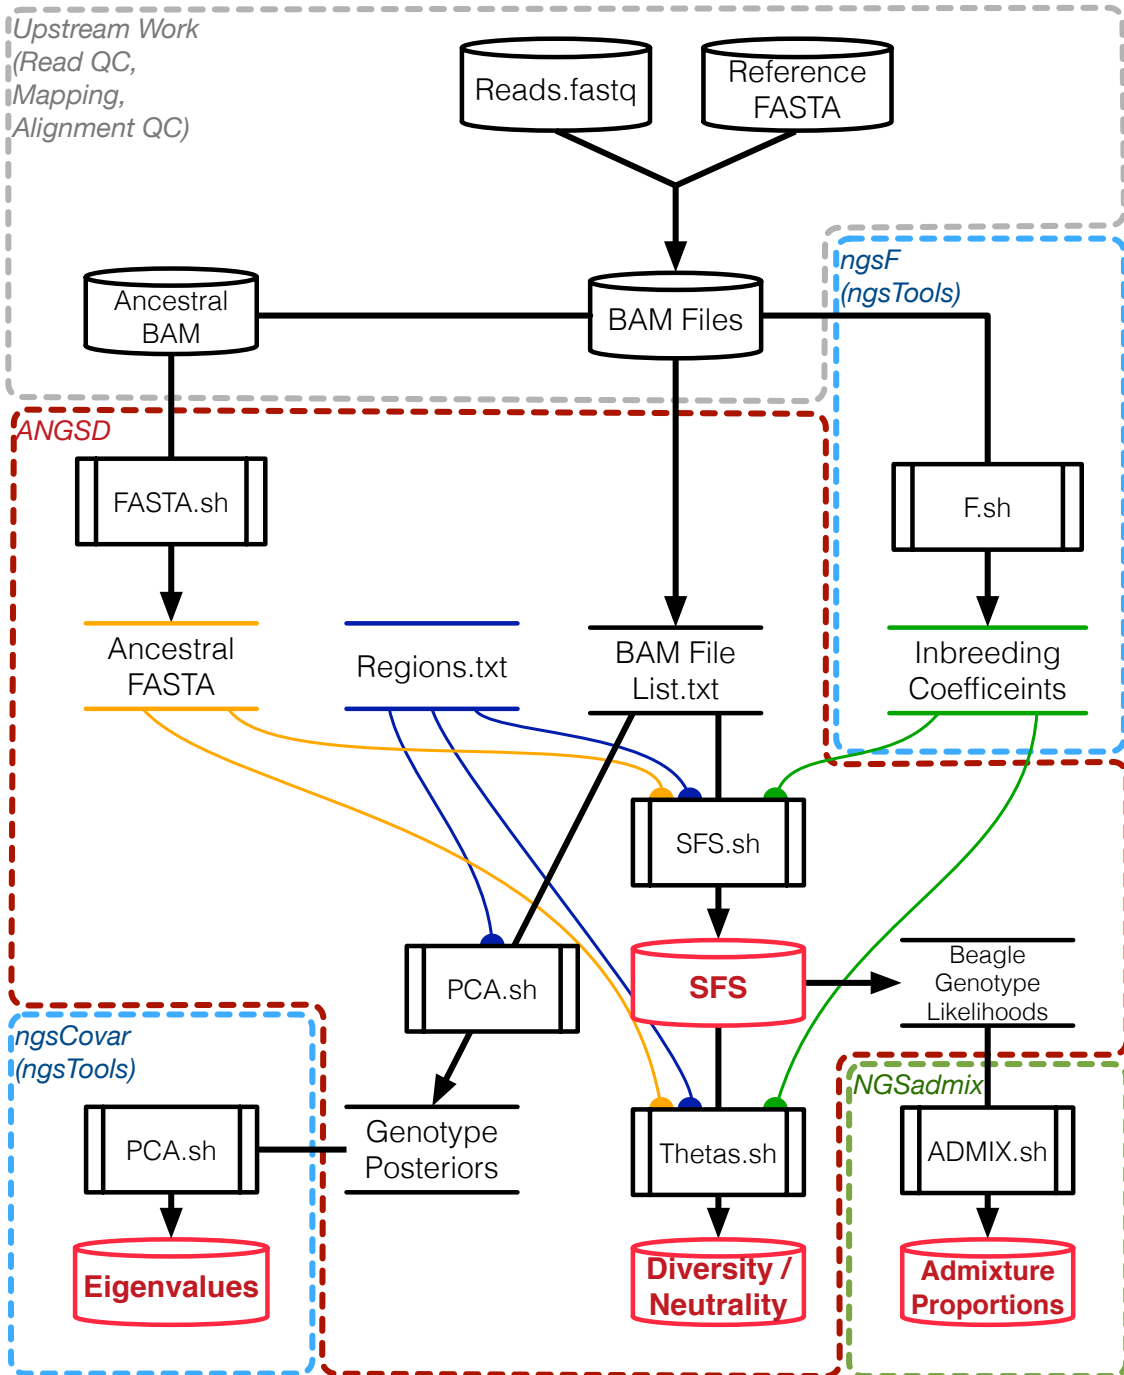 Upstream Work
(Read QC,
Mapping,
Alignment QC)
Reads.fastq
Reference
FASTA
ngsF
(ngsTools)
Ancestral
BAM
BAM Files
ANGSD
FASTA.sh
F.sh
Ancestral
FASTA
Regions.txt
BAM File
List.txt
Inbreeding
Coefficeints
SFS.sh
PCA.sh
SFS
Beagle
Genotype
Likelihoods
ngsCovar
(ngsTools)
NGSadmix
PCA.sh
Genotype
Posteriors
Thetas.sh
ADMIX.sh
Eigenvalues
Diversity /
Neutrality
Admixture
Proportions